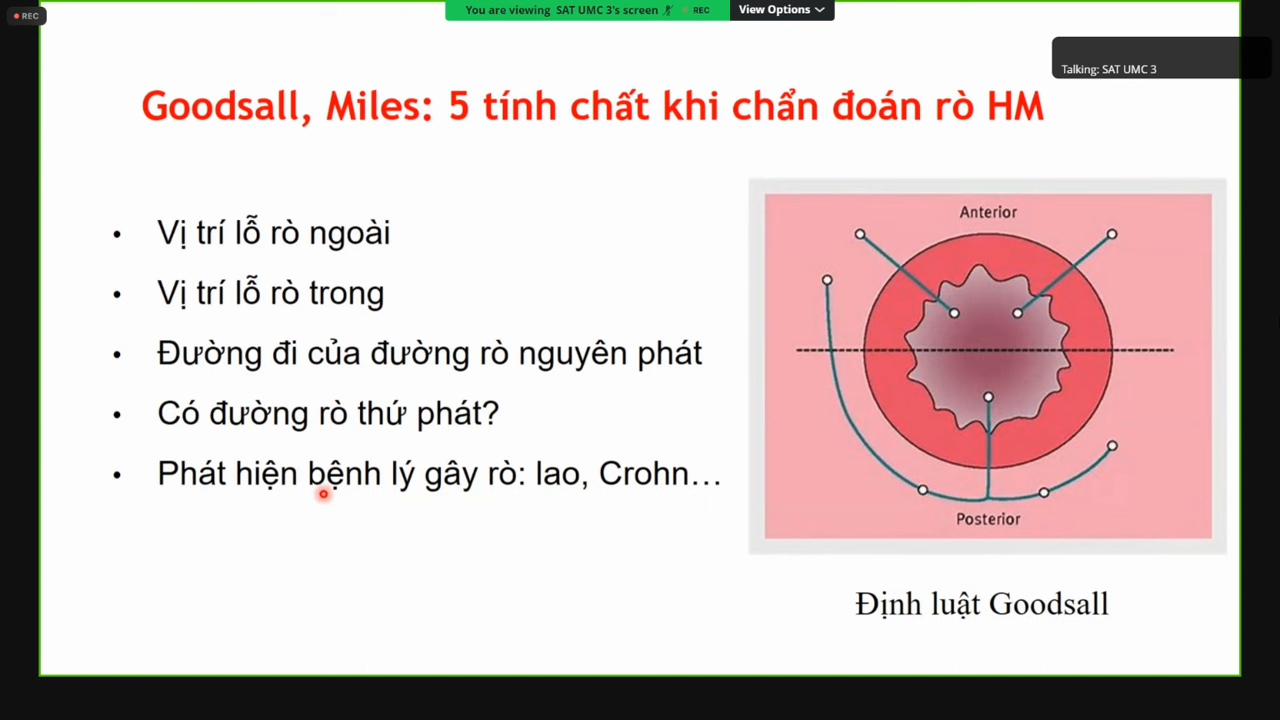 REC
You are viewing SAT UMC 3's screen REC View Options
Talking: SAT UMC 3
Goodsall, Miles: 5 tính chất khi chẩn đoán rò HM
• Vị trí lỗ rò ngoài
• Vị trí lỗ rò trong
• Đường đi của đường rò nguyên phát
• Có đường rò thứ phát?
• Phát hiện bệnh lý gây rò: lao, Crohn...
Anterior
Posterior
Định luật Goodsall